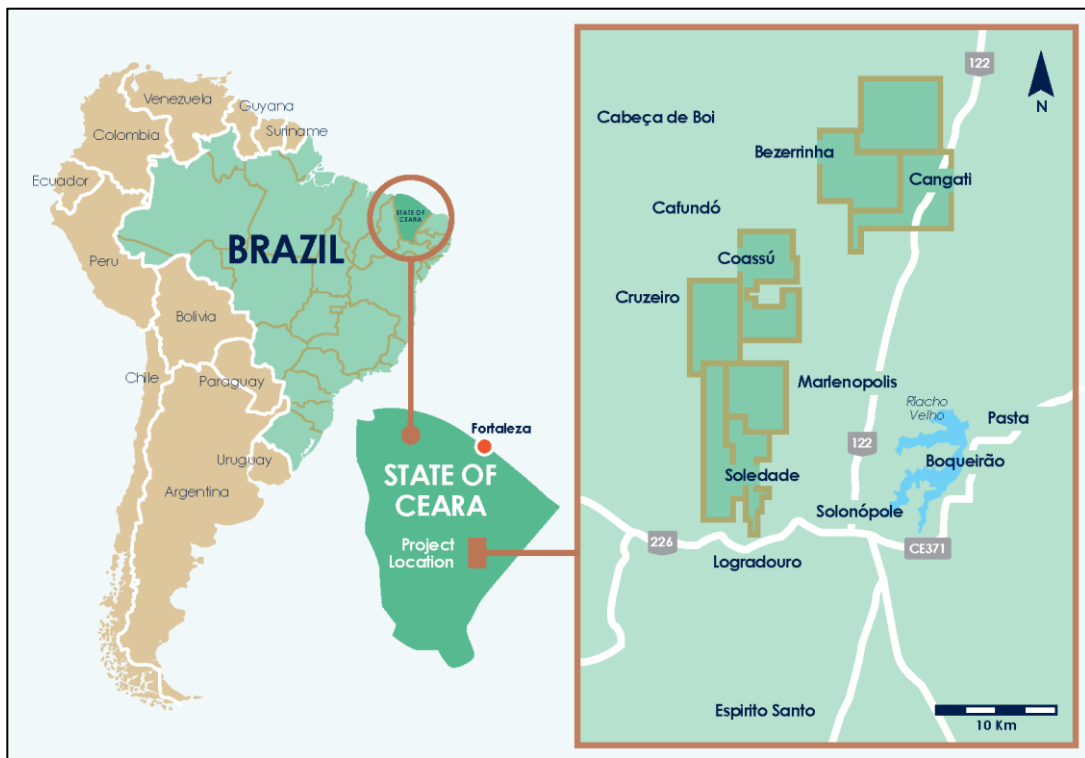 Venezuela
Guyana
Suriname
Colombia
Ecuador
Peru
BRAZIL
STATE OF
CEARA
Bolivia
Chile
Paraguay
Uruguay
Argentina
Fortaleza
STATE OF
CEARA
Project
Location
122
N
Cabeça de Boi
Bezerrinha
Cangati
Cafundó
Coassú
Cruzeiro
Marlenopolis
Riacho
Velho
Pasta
122
Boqueirão
Soledade
Solonópole
226
CE371
Logradouro
Espirito Santo
10 Km